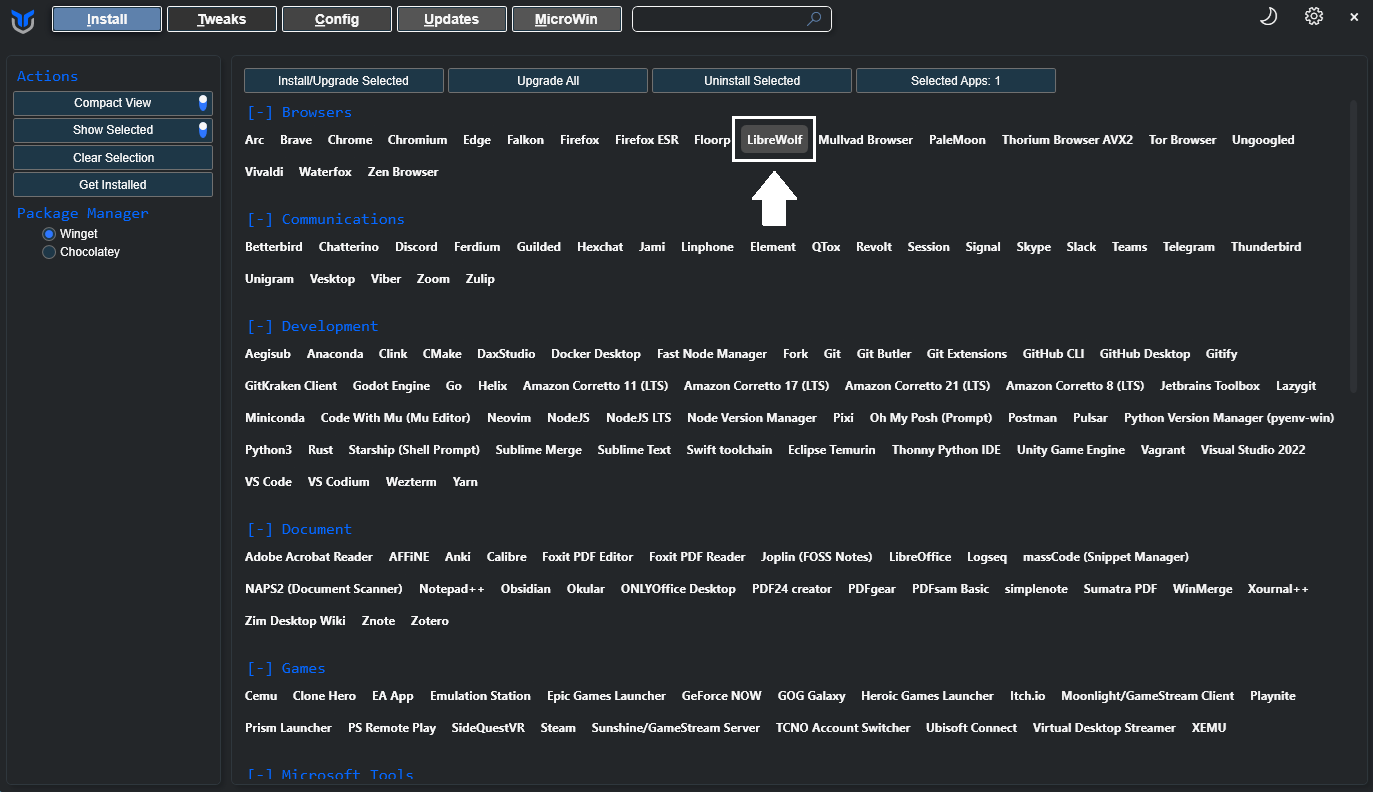 Install Tweaks Config Updates MicroWin
Actions
Compact View
Show Selected
Clear Selection
Get Installed
Package Manager
Winget
Chocolatey
Install/Upgrade Selected Upgrade All Uninstall Selected Selected Apps: 1
[-] Browsers
Arc Brave Chrome Chromium Edge Falkon Firefox Firefox ESR Floorp LibreWolf Mullvad Browser PaleMoon Thorium Browser AVX2 Tor Browser Ungoogled
Vivaldi Waterfox Zen Browser
[-] Communications
Betterbird Chatterino Discord Ferdium Guilded Hexchat Jami Linphone Element QTox Revolt Session Signal Skype Slack Teams Telegram Thunderbird
Unigram Vesktop Viber Zoom Zulip
[-] Development
Aegisub Anaconda Clink CMake DaxStudio Docker Desktop Fast Node Manager Fork Git Git Butler Git Extensions GitHub CLI GitHub Desktop Gitify
GitKraken Client Godot Engine Go Helix Amazon Corretto 11 (LTS) Amazon Corretto 17 (LTS) Amazon Corretto 21 (LTS) Amazon Corretto 8 (LTS) Jetbrains Toolbox Lazygit
Miniconda Code With Mu (Mu Editor) Neovim NodeJS NodeJS LTS Node Version Manager Pixi Oh My Posh (Prompt) Postman Pulsar Python Version Manager (pyenv-win)
Python3 Rust Starship (Shell Prompt) Sublime Merge Sublime Text Swift toolchain Eclipse Temurin Thonny Python IDE Unity Game Engine Vagrant Visual Studio 2022
VS Code VS Codium Wezterm Yarn
[-] Document
Adobe Acrobat Reader AFFiNE Anki Calibre Foxit PDF Editor Foxit PDF Reader Joplin (FOSS Notes) LibreOffice Logseq massCode (Snippet Manager)
NAPS2 (Document Scanner) Notepad++ Obsidian Okular ONLYOffice Desktop PDF24 creator PDFgear PDFsam Basic simplenote Sumatra PDF WinMerge Xournal++
Zim Desktop Wiki Znote Zotero
[-] Games
Cemu Clone Hero EA App Emulation Station Epic Games Launcher GeForce NOW GOG Galaxy Heroic Games Launcher Itch.io Moonlight/GameStream Client Playnite
Prism Launcher PS Remote Play SideQuestVR Steam Sunshine/GameStream Server TCNO Account Switcher Ubisoft Connect Virtual Desktop Streamer XEMU
[-] Microsoft Tools